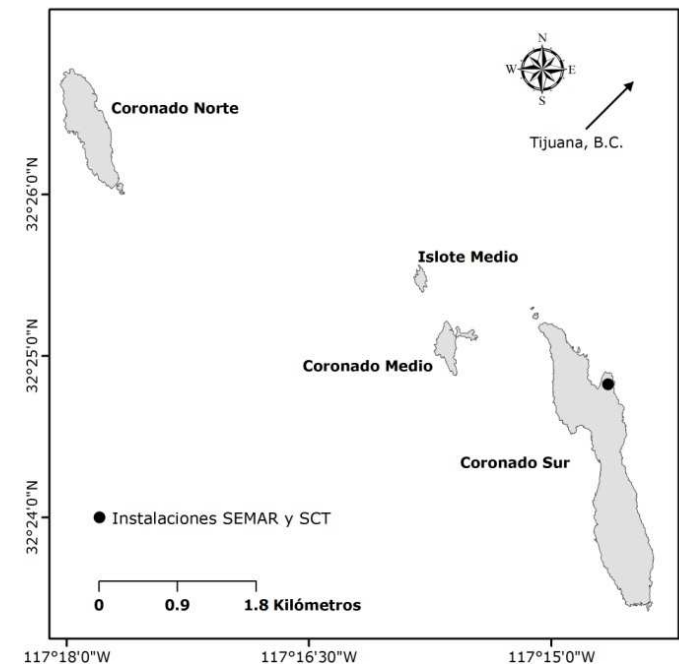 N
W E
S
Coronado Norte
Tijuana, B.C.
32°26'0"N
Islote Medio
32°25'0"N
Coronado Medio
Coronado Sur
32°24'0"N
Instalaciones SEMAR y SCT
0 0.9 1.8 Kilómetros
117°18'0"W 117°16'30"W 117°15'0"W